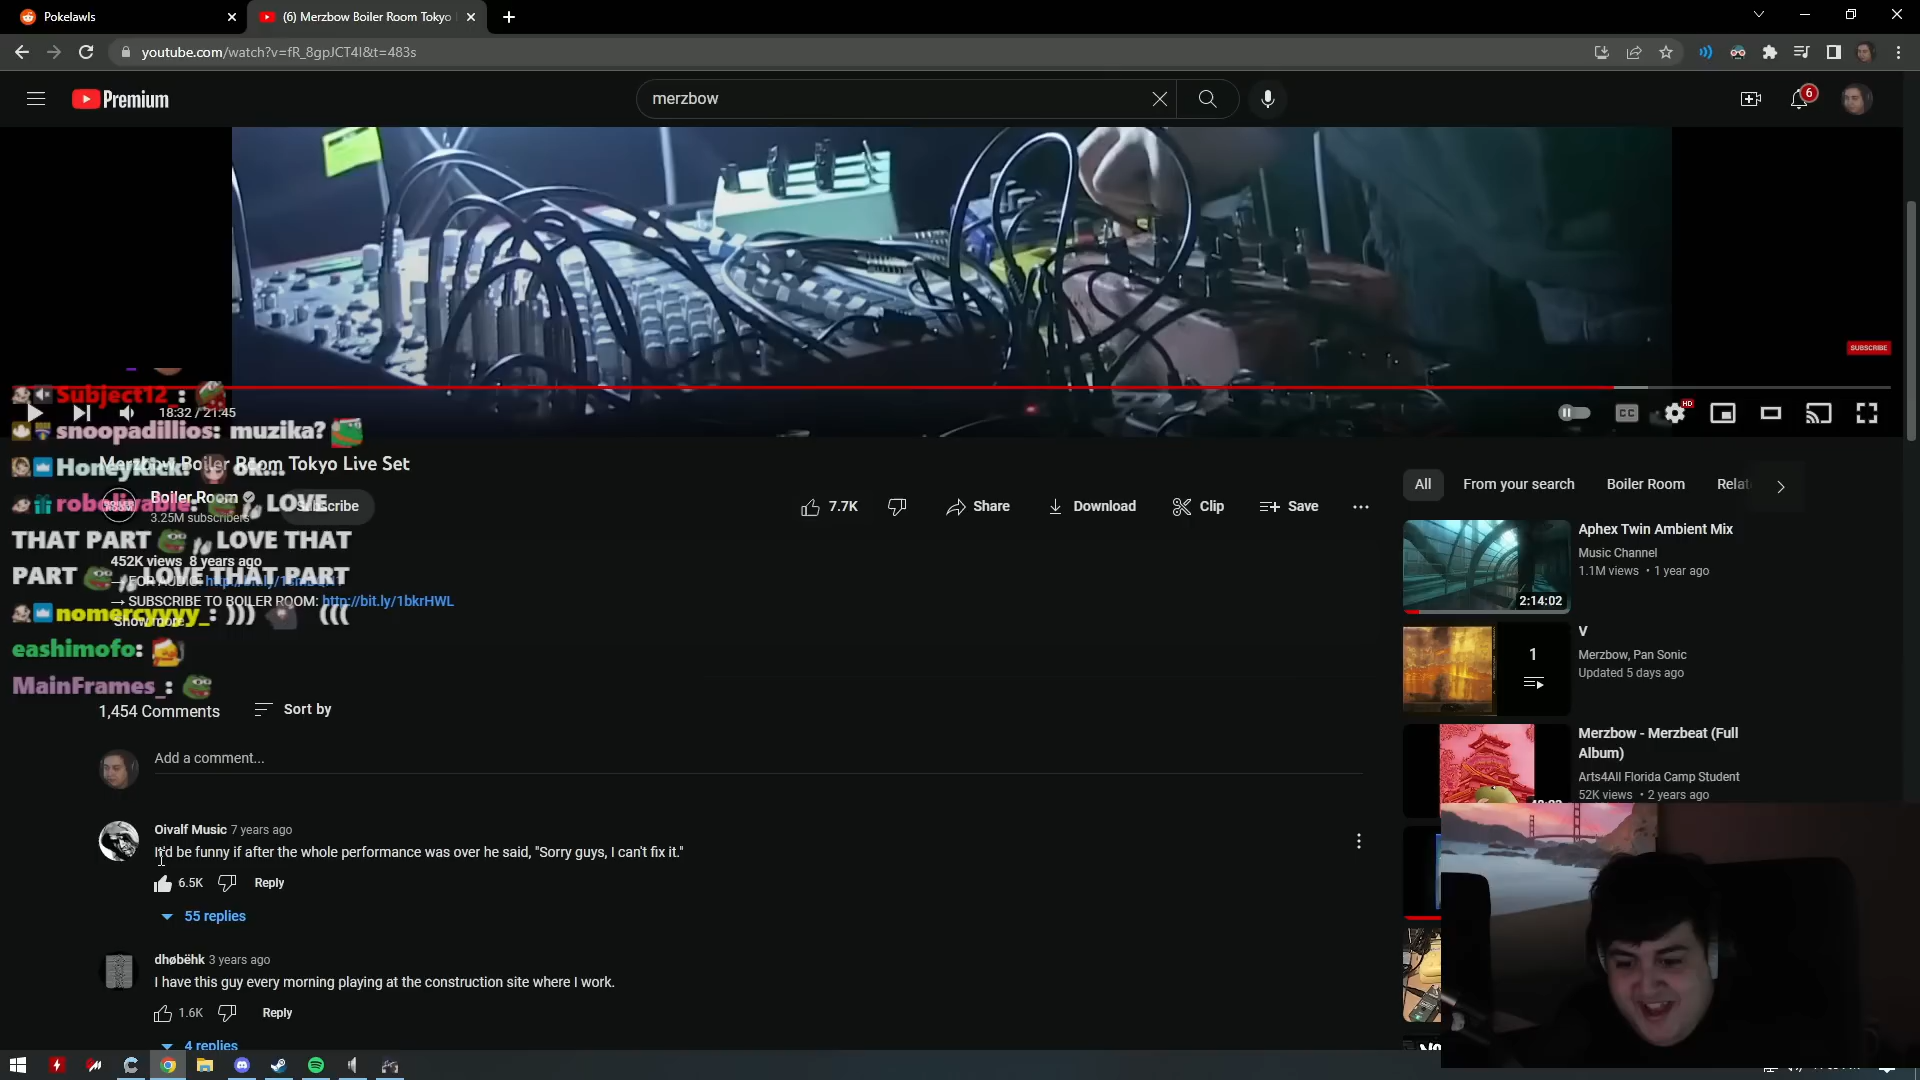 Pokelawls
(6) Merzbow Boiler Room Tokyo
youtube.com/watch?v=fR_8gpJCT4I&t=483s
Premium
merzbow
6
SUBSCRIBE
Subject12_:
18:32 / 21:45
CC
HD
snoopadillios: muzika?
Merzbow Boiler Room Tokyo Live Set
HoneyKick: ok...
Boiler Room
3.25M subscribers
Subscribe
7.7K
Share
Download
Clip
Save
LOVE
THAT PART LOVE THAT
PART LOVE THAT PART
452K views 8 years ago
→ FOR AUDIO:
→ SUBSCRIBE TO BOILER ROOM: http://bit.ly/1bkrHWL
Show more
nomercyyyy_: ))) (((
eashimofo:
MainFrames_:
1,454 Comments
Sort by
Add a comment...
Oivalf Music 7 years ago
It'd be funny if after the whole performance was over he said, "Sorry guys, I can't fix it."
6.5K
Reply
55 replies
dhøbëhk 3 years ago
I have this guy every morning playing at the construction site where I work.
1.6K
Reply
4 replies
All
From your search
Boiler Room
Relat
Aphex Twin Ambient Mix
Music Channel
1.1M views • 1 year ago
2:14:02
V
Merzbow, Pan Sonic
Updated 5 days ago
1
Merzbow - Merzbeat (Full
Album)
Arts4All Florida Camp Student
52K views • 2 years ago